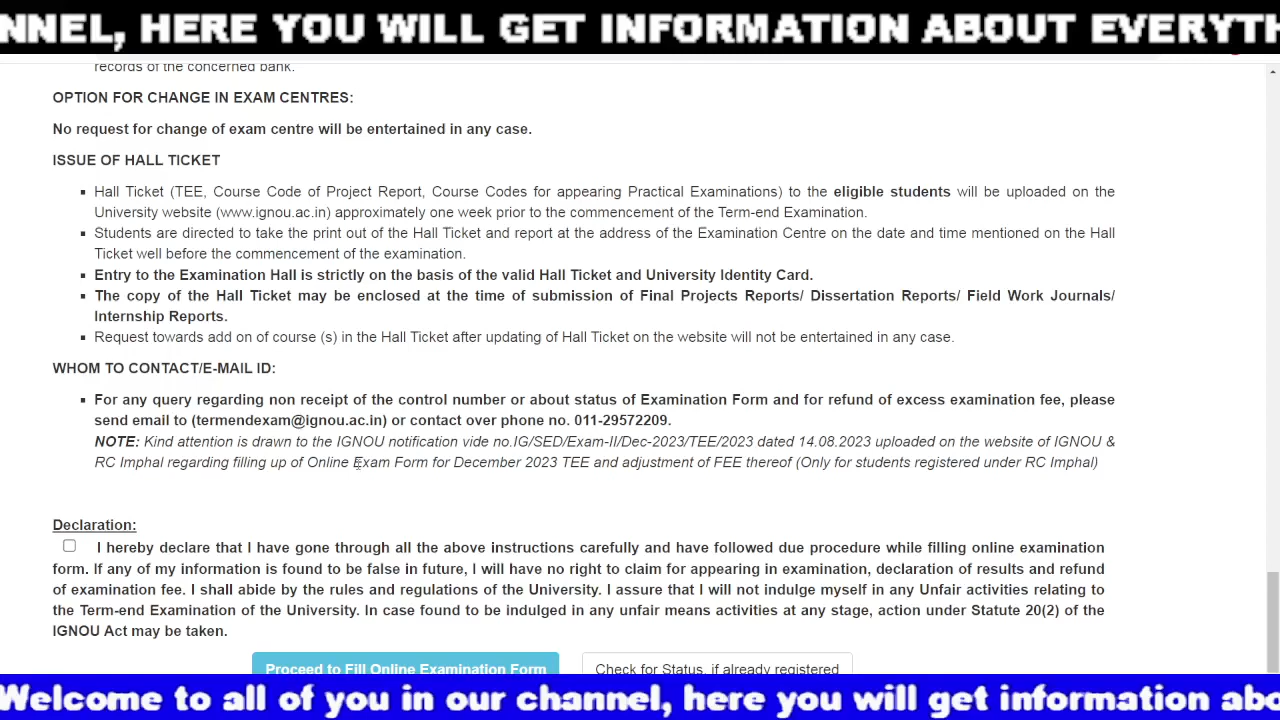 NNEL, HERE YOU WILL GET INFORMATION ABOUT EVERYTH
records of the concerned bank.
OPTION FOR CHANGE IN EXAM CENTRES:
No request for change of exam centre will be entertained in any case.
ISSUE OF HALL TICKET
Hall Ticket (TEE, Course Code of Project Report, Course Codes for appearing Practical Examinations) to the eligible students will be uploaded on the
University website (www.ignou.ac.in) approximately one week prior to the commencement of the Term-end Examination.
Students are directed to take the print out of the Hall Ticket and report at the address of the Examination Centre on the date and time mentioned on the Hall
Ticket well before the commencement of the examination.
Entry to the Examination Hall is strictly on the basis of the valid Hall Ticket and University Identity Card.
The copy of the Hall Ticket may be enclosed at the time of submission of Final Projects Reports/ Dissertation Reports/ Field Work Journals/
Internship Reports.
Request towards add on of course (s) in the Hall Ticket after updating of Hall Ticket on the website will not be entertained in any case.
WHOM TO CONTACT/E-MAIL ID:
For any query regarding non receipt of the control number or about status of Examination Form and for refund of excess examination fee, please
send email to (termendexam@ignou.ac.in) or contact over phone no. 011-29572209.
NOTE: Kind attention is drawn to the IGNOU notification vide no.IG/SED/Exam-II/Dec-2023/TEE/2023 dated 14.08.2023 uploaded on the website of IGNOU &
RC Imphal regarding filling up of Online Exam Form for December 2023 TEE and adjustment of FEE thereof (Only for students registered under RC Imphal)
Declaration:
I hereby declare that I have gone through all the above instructions carefully and have followed due procedure while filling online examination
form. If any of my information is found to be false in future, I will have no right to claim for appearing in examination, declaration of results and refund
of examination fee. I shall abide by the rules and regulations of the University. I assure that I will not indulge myself in any Unfair activities relating to
the Term-end Examination of the University. In case found to be indulged in any unfair means activities at any stage, action under Statute 20(2) of the
IGNOU Act may be taken.
Proceed to Fill Online Examination Form
Check for Status, if already registered
Welcome to all of you in our channel, here you will get information abo